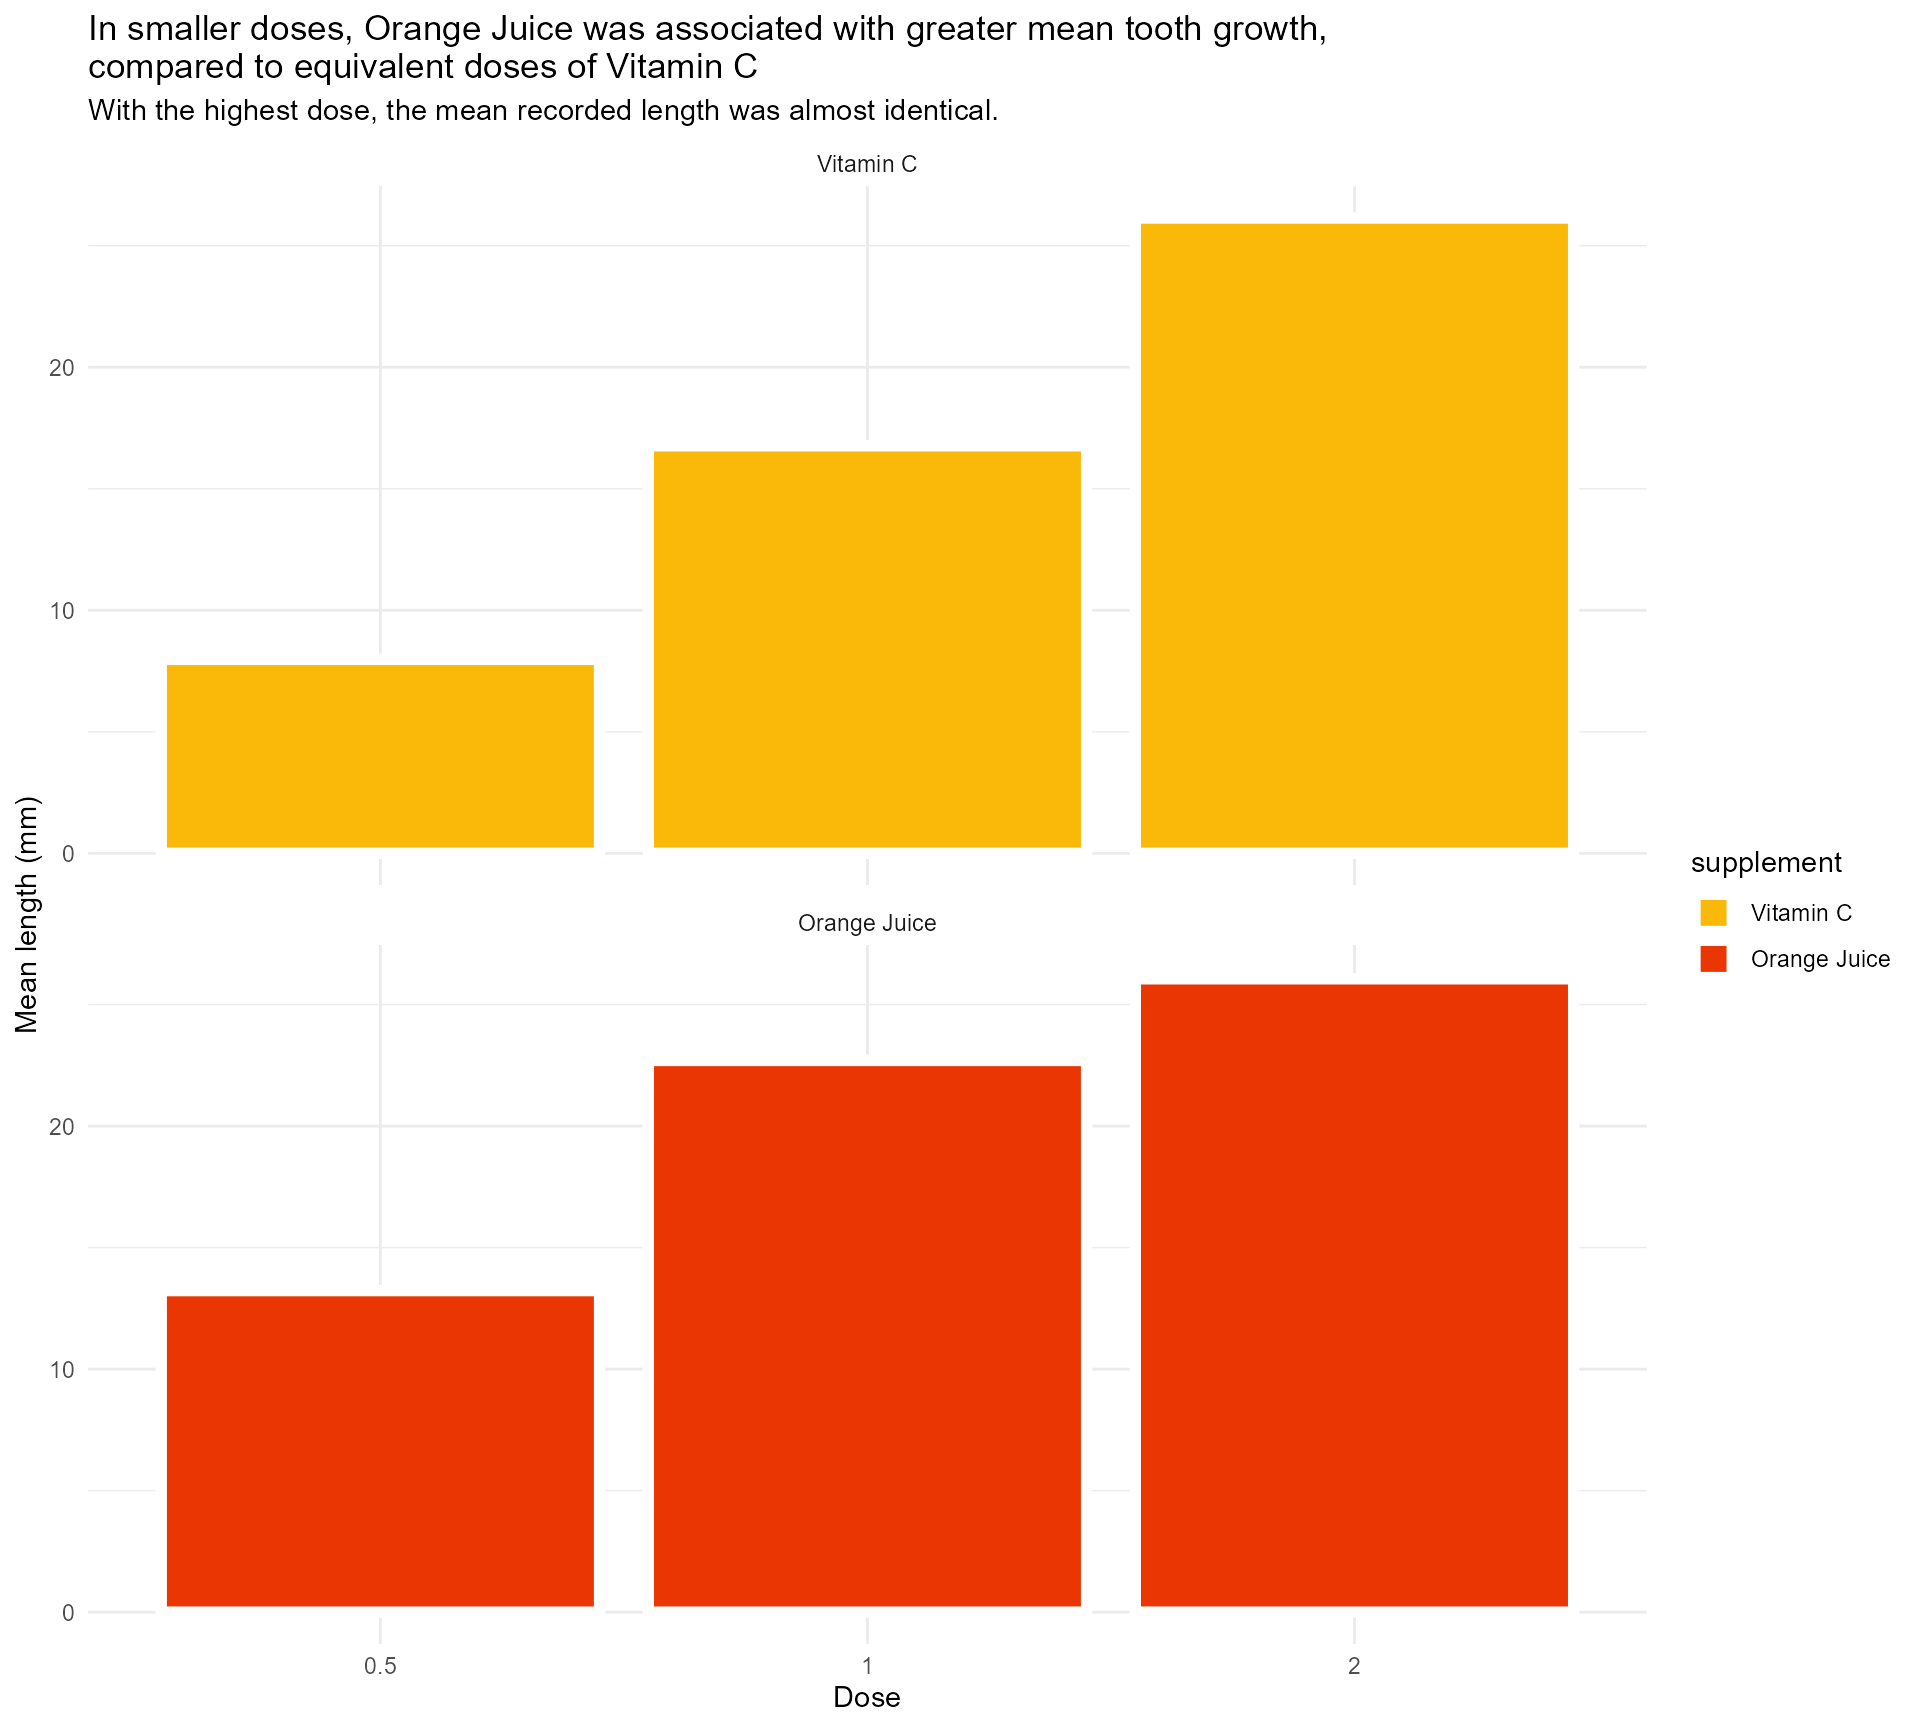 In smaller doses, Orange Juice was associated with greater mean tooth growth,
compared to equivalent doses of Vitamin C
With the highest dose, the mean recorded length was almost identical.
Vitamin C
20
10
0
Orange Juice
20
10
0
0.5 1 2
Dose
Mean length (mm)
supplement
Vitamin C
Orange Juice